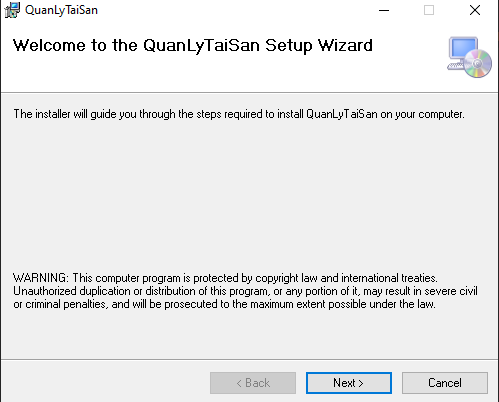 QuanLyTaiSan
Welcome to the QuanLyTaiSan Setup Wizard
The installer will guide you through the steps required to install QuanLyTaiSan on your computer.
WARNING: This computer program is protected by copyright law and international treaties.
Unauthorized duplication or distribution of this program, or any portion of it, may result in severe civil
or criminal penalties, and will be prosecuted to the maximum extent possible under the law.
< Back
Next >
Cancel